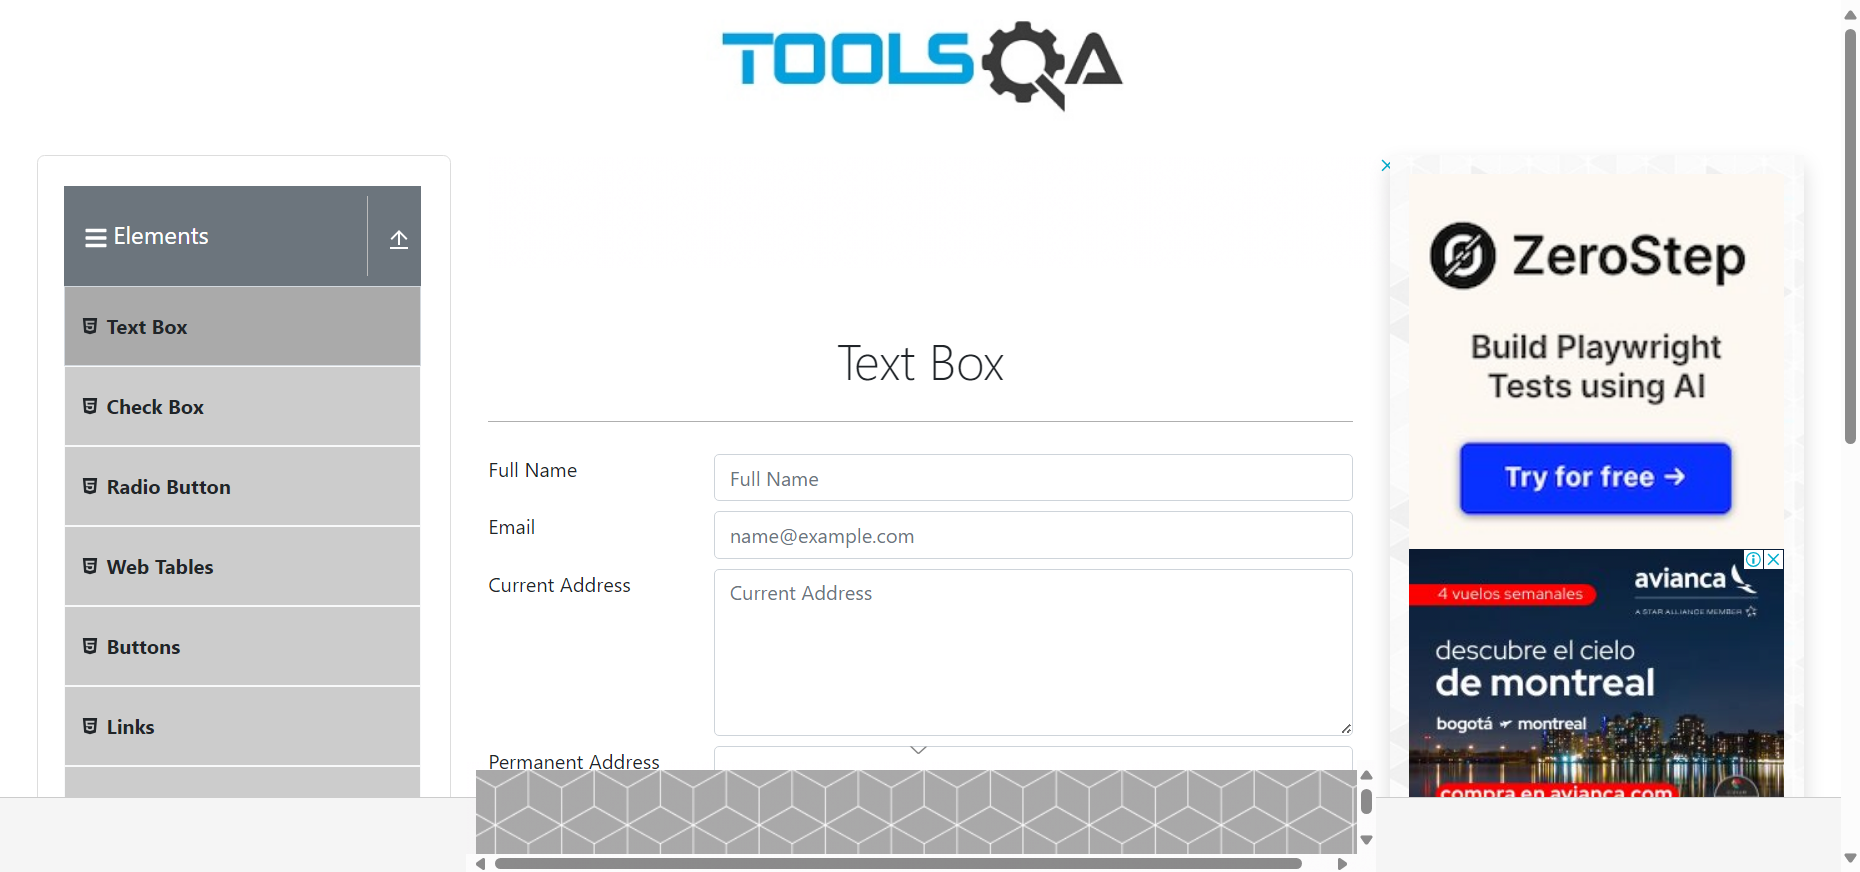 TOOLSQA
Elements
Text Box
Check Box
Radio Button
Web Tables
Buttons
Links
Text Box
Full Name
Full Name
Email
name@example.com
Current Address
Current Address
Permanent Address
ZeroStep
Build Playwright
Tests using AI
Try for free →
avianca
A STAR ALLIANCE MEMBER
4 vuelos semanales
descubre el cielo
de montreal
bogotá montreal
compra en avianca.com